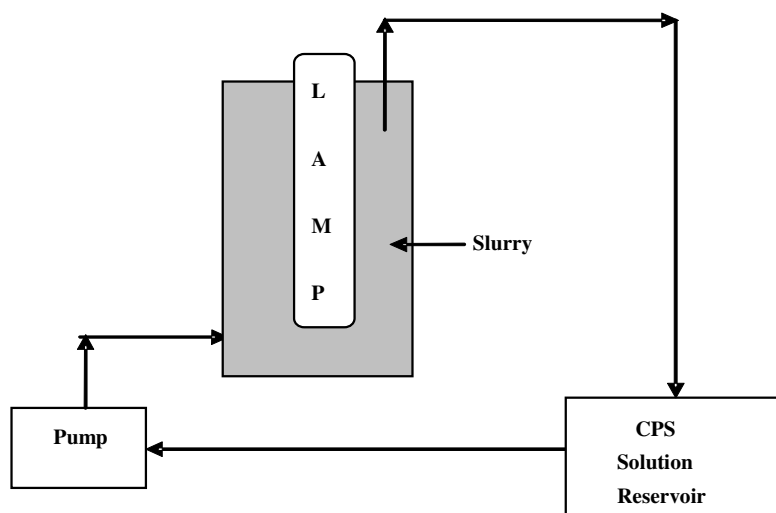 L
A
M
P
Slurry
Pump
CPS
Solution
Reservoir